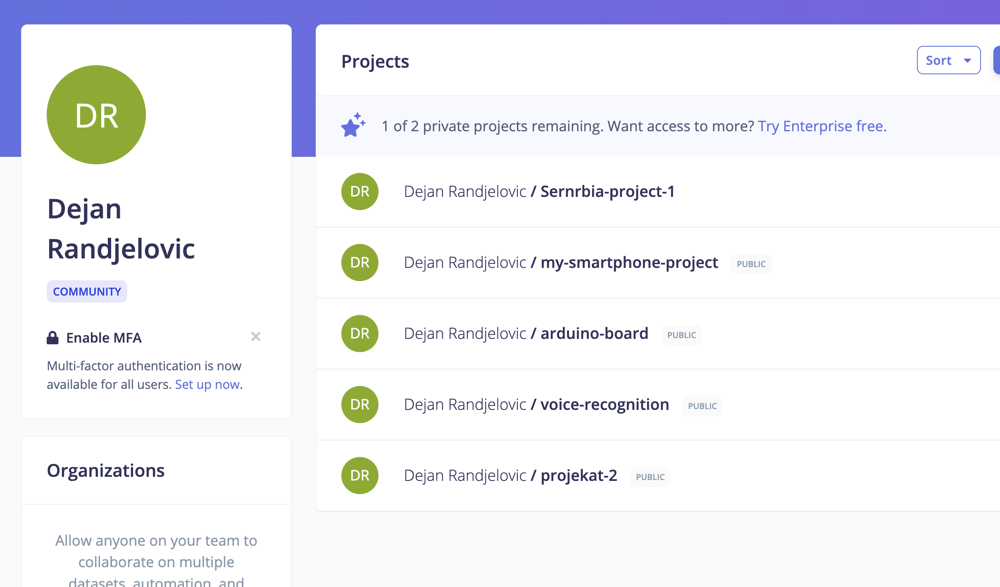 DR
Dejan
Randjelovic
COMMUNITY
Enable MFA
Multi-factor authentication is now
available for all users. Set up now.
Organizations
Allow anyone on your team to
collaborate on multiple
datasets, automation, and
Projects
Sort
1 of 2 private projects remaining. Want access to more? Try Enterprise free.
DR Dejan Randjelovic / Sernrbia-project-1
DR Dejan Randjelovic / my-smartphone-project PUBLIC
DR Dejan Randjelovic / arduino-board PUBLIC
DR Dejan Randjelovic / voice-recognition PUBLIC
DR Dejan Randjelovic / projekat-2 PUBLIC